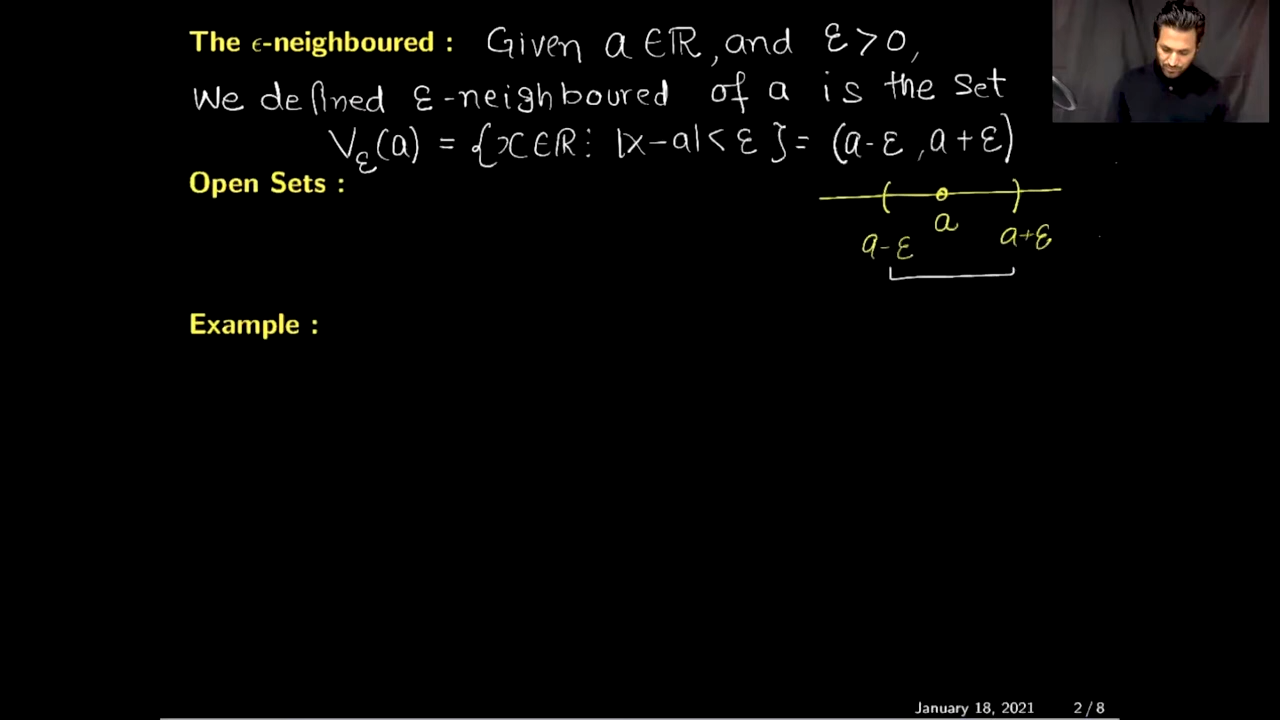 The ϵ-neighboured : Given a ∈ ℝ, and ε > 0,
We defined ε-neighboured of a is the set
V_ε(a) = {x∈ℝ : |x-a| < ε } = (a-ε, a+ε)
Open Sets :
a
a-ε a+ε
Example :
January 18, 2021 2 / 8